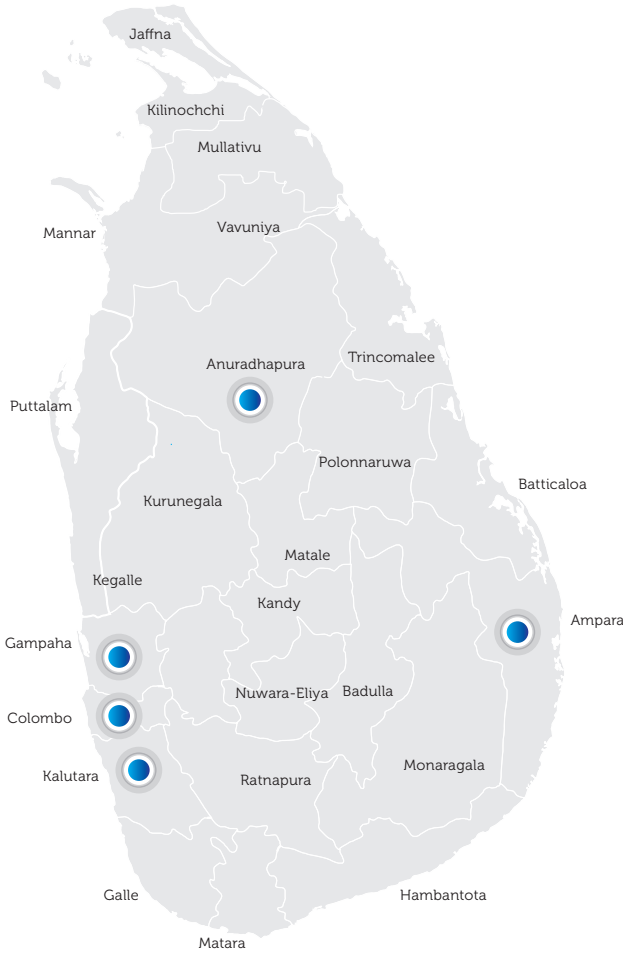 Jaffna
Kilinochchi
Mullativu
Vavuniya
Mannar
Anuradhapura
Trincomalee
Puttalam
Polonnaruwa
Batticaloa
Kurunegala
Matale
Kegalle
Kandy
Ampara
Gampaha
Nuwara-Eliya
Badulla
Colombo
Monaragala
Kalutara
Ratnapura
Galle
Hambantota
Matara